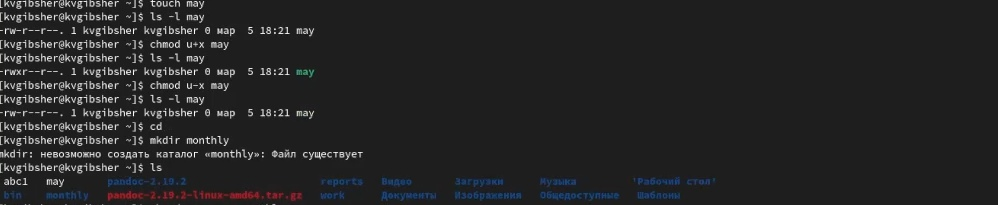 [kvgibsher@kvgibsher ~]$ touch may
[kvgibsher@kvgibsher ~]$ ls -l may
-rw-r--r--. 1 kvgibsher kvgibsher 0 мар  5 18:21 may
[kvgibsher@kvgibsher ~]$ chmod u+x may
[kvgibsher@kvgibsher ~]$ ls -l may
-rwxr--r--. 1 kvgibsher kvgibsher 0 мар  5 18:21 may
[kvgibsher@kvgibsher ~]$ chmod u-x may
[kvgibsher@kvgibsher ~]$ ls -l may
-rw-r--r--. 1 kvgibsher kvgibsher 0 мар  5 18:21 may
[kvgibsher@kvgibsher ~]$ cd
[kvgibsher@kvgibsher ~]$ mkdir monthly
mkdir: невозможно создать каталог «monthly»: Файл существует
[kvgibsher@kvgibsher ~]$ ls
abc1 may pandoc-2.19.2 reports Видео Загрузки Музыка 'Рабочий стол'
bin monthly pandoc-2.19.2-linux-amd64.tar.gz work Документы Изображения Общедоступные Шаблоны